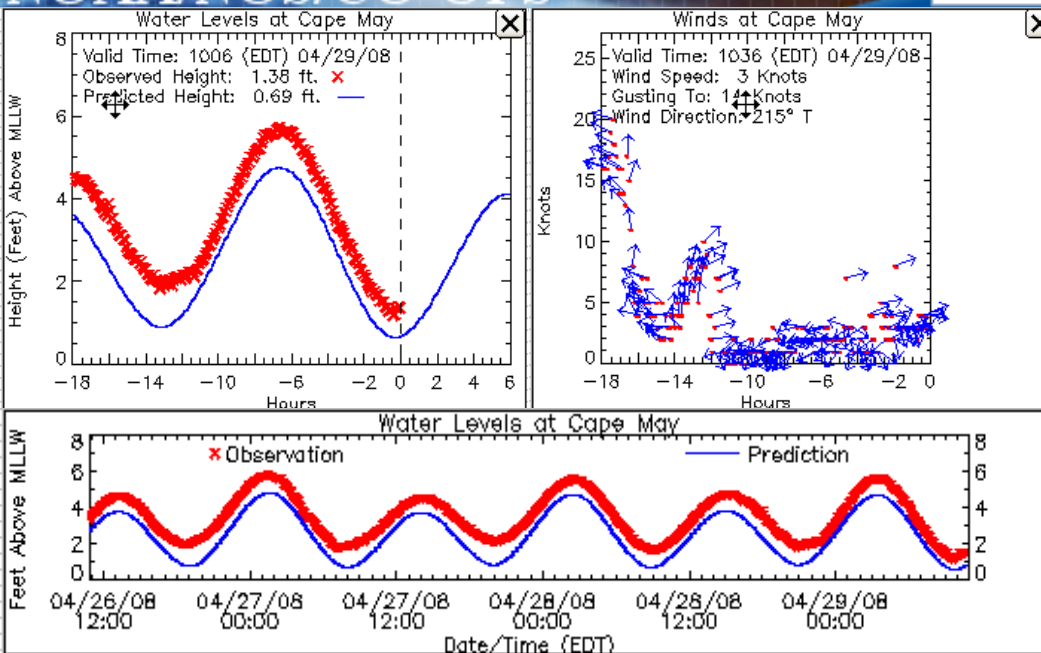 Water Levels at Cape May
Valid Time: 1006 (EDT) 04/29/08
Observed Height: 1.38 ft.
Predicted Height: 0.69 ft.
Height (Feet) Above MLLW
8
6
4
2
0
-18 -14 -10 -6 -2 0 2 6
Hours
Winds at Cape May
Valid Time: 1036 (EDT) 04/29/08
Wind Speed: 3 Knots
Gusting To: 14 Knots
Wind Direction: 215° T
Knots
25
20
15
10
5
0
-18 -14 -10 -6 -2 0
Hours
Water Levels at Cape May
Observation
Prediction
Feet Above MLLW
8 8
6 6
4 4
2 2
0 0
04/26/08 04/27/08 04/27/08 04/28/08 04/28/08 04/29/08
12:00 00:00 12:00 00:00 12:00 00:00
Date/Time (EDT)